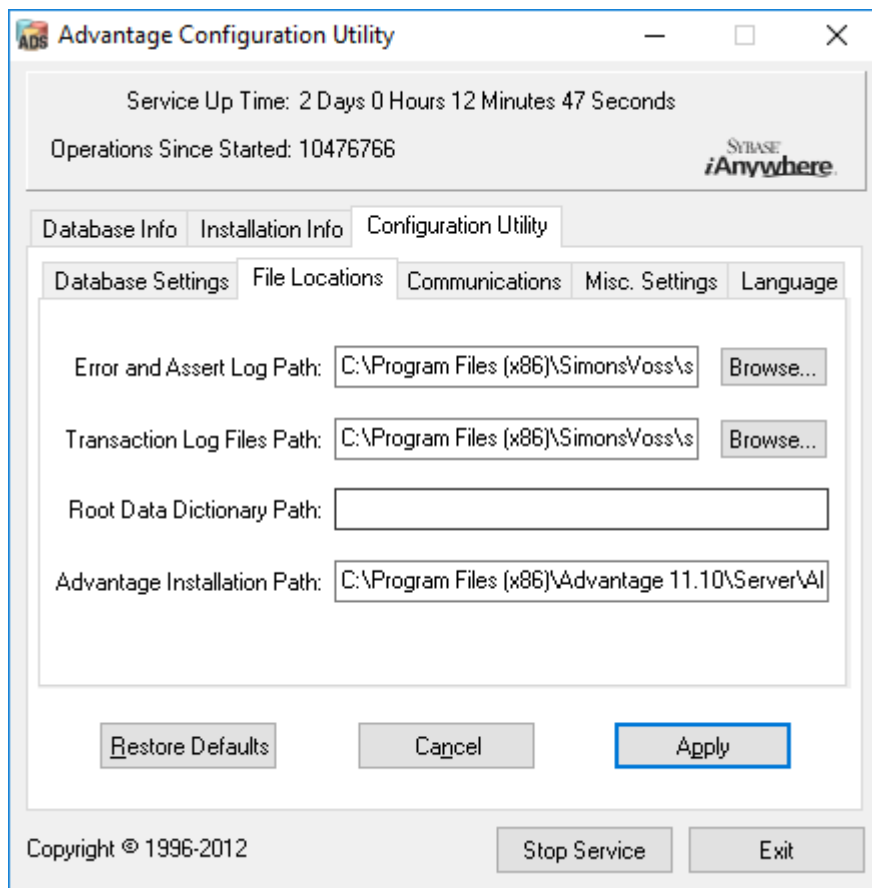 ADS Advantage Configuration Utility
Service Up Time: 2 Days 0 Hours 12 Minutes 47 Seconds
Operations Since Started: 10476766
SYBASE
iAnywhere.
Database Info Installation Info Configuration Utility
Database Settings File Locations Communications Misc. Settings Language
Error and Assert Log Path: C:\Program Files (x86)\SimonsVoss\s Browse...
Transaction Log Files Path: C:\Program Files (x86)\SimonsVoss\s Browse...
Root Data Dictionary Path:
Advantage Installation Path: C:\Program Files (x86)\Advantage 11.10\Server\Al
Restore Defaults Cancel Apply
Copyright © 1996-2012 Stop Service Exit